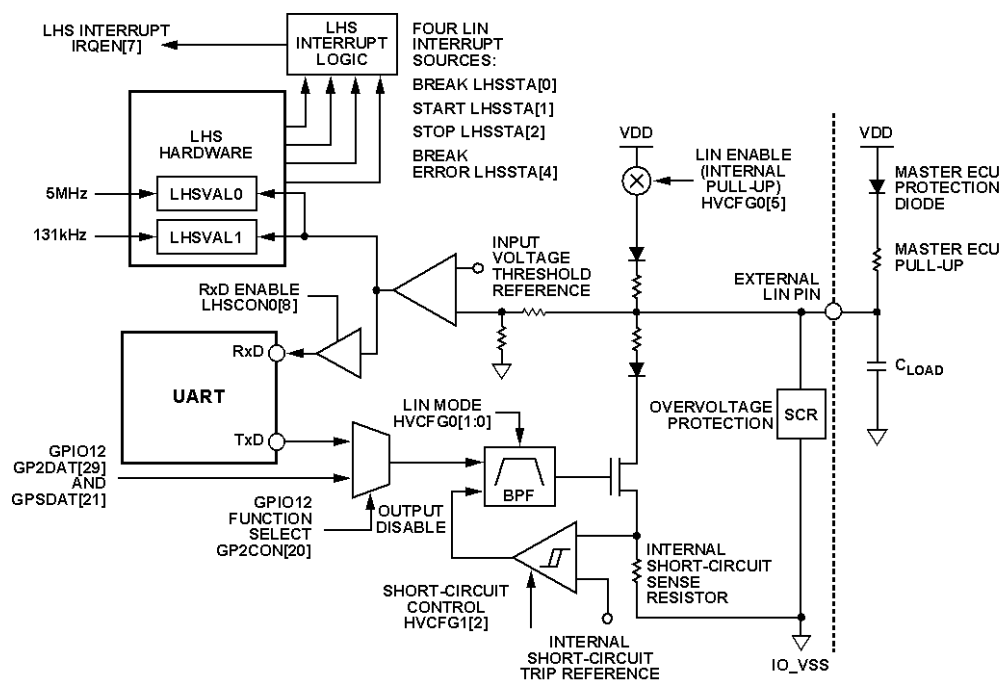 LHS INTERRUPT
IRQEN[7]
LHS
INTERRUPT
LOGIC
FOUR LIN
INTERRUPT
SOURCES:
BREAK LHSSTA[0]
START LHSSTA[1]
STOP LHSSTA[2]
BREAK
ERROR LHSSTA[4]
LHS
HARDWARE
5MHz
LHSVAL0
131kHz
LHSVAL1
VDD
LIN ENABLE
(INTERNAL
PULL-UP)
HVCFG0[5]
VDD
MASTER ECU
PROTECTION
DIODE
MASTER ECU
PULL-UP
INPUT
VOLTAGE
THRESHOLD
REFERENCE
EXTERNAL
LIN PIN
RxD ENABLE
LHSCON0[8]
RxD
UART
TxD
CLOAD
OVERVOLTAGE
PROTECTION
SCR
LIN MODE
HVCFG0[1:0]
BPF
GPIO12
GP2DAT[29]
AND
GPSDAT[21]
GPIO12
FUNCTION
SELECT
GP2CON[20]
OUTPUT
DISABLE
SHORT-CIRCUIT
CONTROL
HVCFG1[2]
INTERNAL
SHORT-CIRCUIT
SENSE
RESISTOR
INTERNAL
SHORT-CIRCUIT
TRIP REFERENCE
IO_VSS